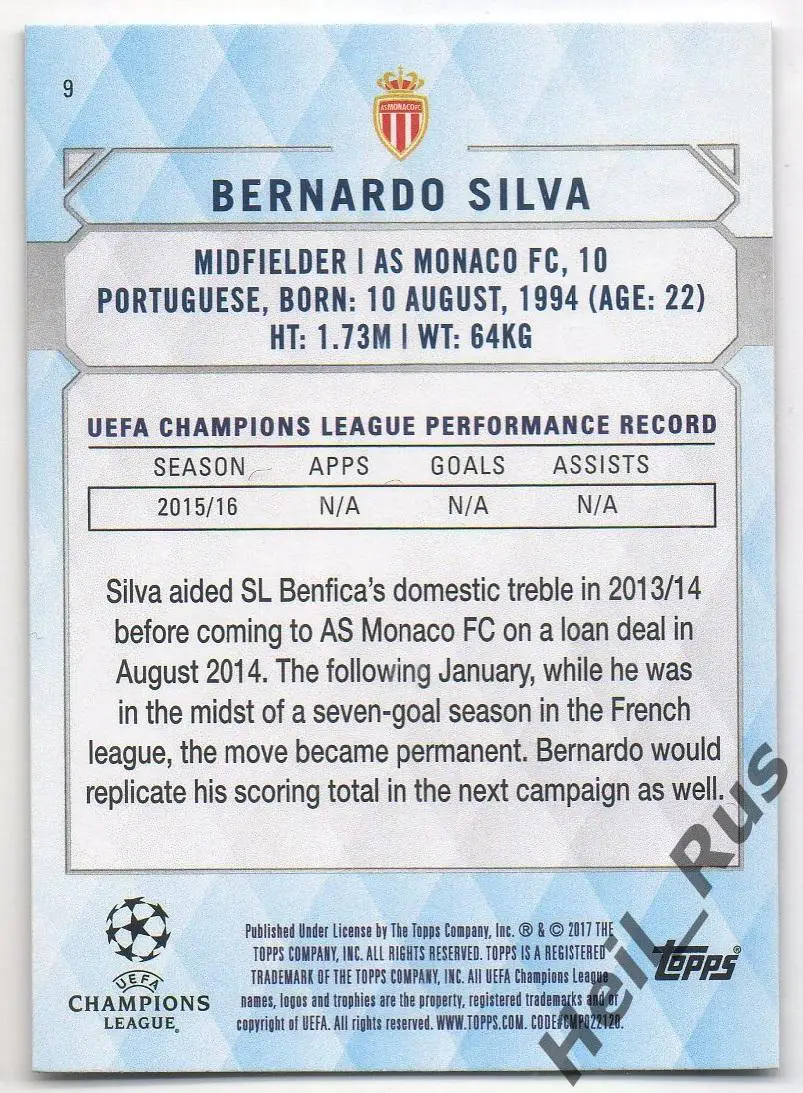 9
AS MONACO FC
BERNARDO SILVA
MIDFIELDER | AS MONACO FC, 10
PORTUGUESE, BORN: 10 AUGUST, 1994 (AGE: 22)
HT: 1.73M | WT: 64KG
UEFA CHAMPIONS LEAGUE PERFORMANCE RECORD
SEASON APPS GOALS ASSISTS
2015/16 N/A N/A N/A
Silva aided SL Benfica's domestic treble in 2013/14
before coming to AS Monaco FC on a loan deal in
August 2014. The following January, while he was
in the midst of a seven-goal season in the French
league, the move became permanent. Bernardo would
replicate his scoring total in the next campaign as well.
UEFA
CHAMPIONS
LEAGUE®
Published Under License by The Topps Company, Inc. ® & © 2017 THE
TOPPS COMPANY, INC. ALL RIGHTS RESERVED. TOPPS IS A REGISTERED
TRADEMARK OF THE TOPPS COMPANY, INC. All UEFA Champions League
names, logos and trophies are the property, registered trademarks and/or
copyright of UEFA. All rights reserved. WWW.TOPPS.COM. CODE#CMP022120.
topps®
Heil_Rus